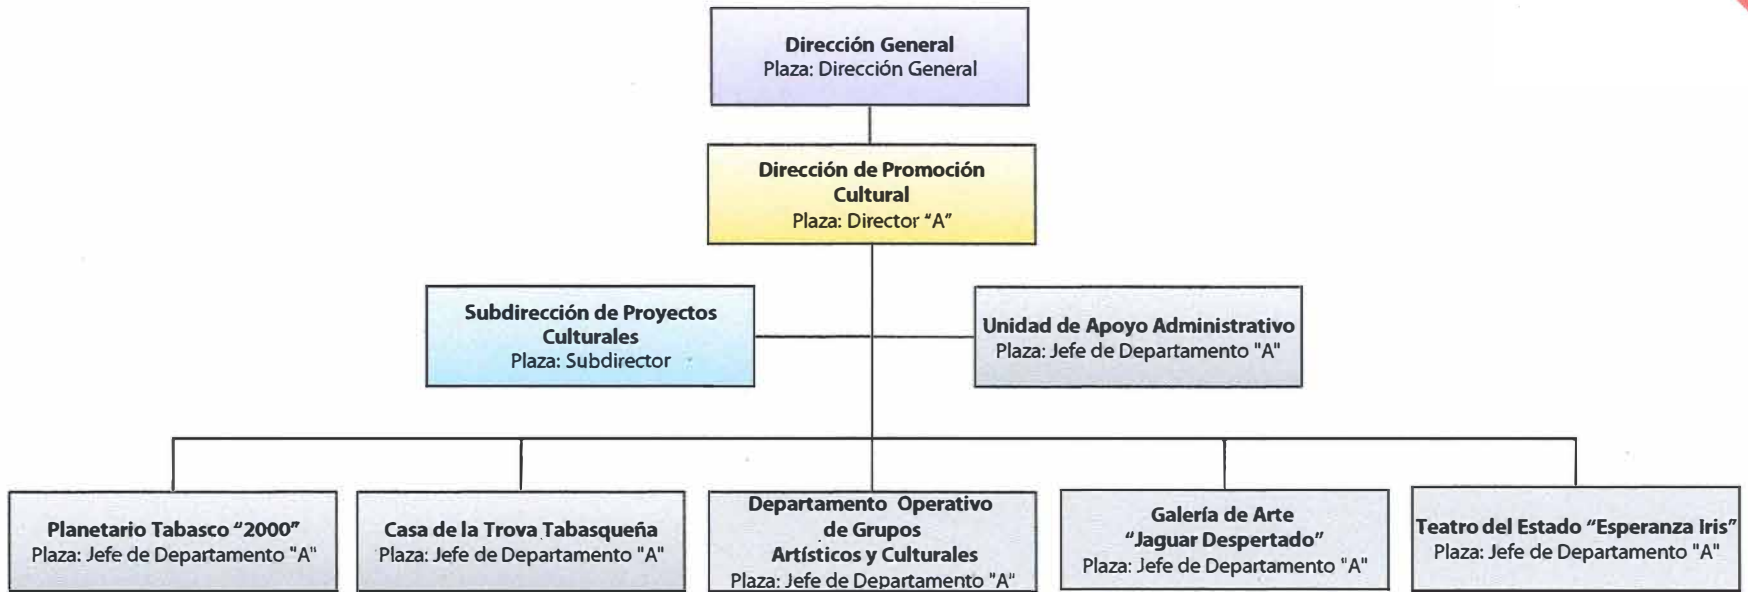 Dirección General
Plaza: Dirección General
Dirección de Promoción
Cultural
Plaza: Director "A"
Subdirección de Proyectos
Culturales
Plaza: Subdirector
Unidad de Apoyo Administrativo
Plaza: Jefe de Departamento "A"
Planetario Tabasco "2000"
Plaza: Jefe de Departamento "A"
Casa de la Trova Tabasqueña
Plaza: Jefe de Departamento "A"
Departamento Operativo
de Grupos
Artísticos y Culturales
Plaza: Jefe de Departamento "A"
Galería de Arte
"Jaguar Despertado"
Plaza: Jefe de Departamento "A"
Teatro del Estado "Esperanza Iris"
Plaza: Jefe de Departamento "A"